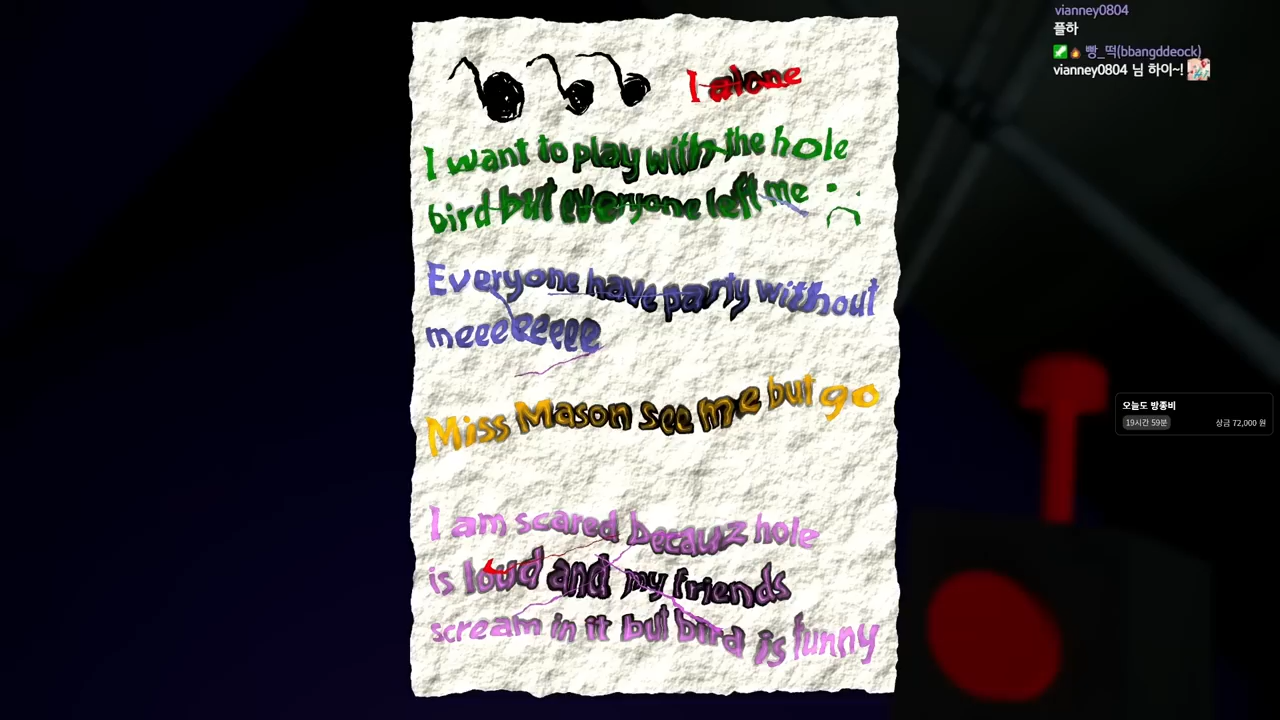 I alone
I want to play with the hole
bird but everyone left me :(
Everyone have party without
meeeeeeee
Miss Mason see me but go
I am scared becauz hole
is loud and my friends
scream in it but bird is funny
vianney0804
플하
빵_떡(bbangddeock)
vianney0804 님 하이~!
오늘도 방종비
19시간 59분
상금 72,000 원